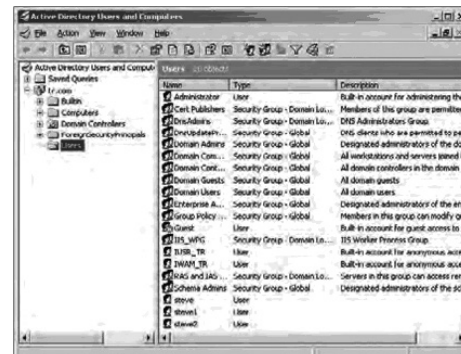 Active Directory Users and Computers
File Action View Window Help
Active Directory Users and Comput
Saved Queries
tr.com
Builtin
Computers
Domain Controllers
ForeignSecurityPrincipals
Users
Users objects
Name Type Description
Administrator User Built-in account for administering the
Cert Publishers Security Group - Domain Lo... Members of this group are permitted
DnsAdmins Security Group - Domain Lo... DNS Administrators Group
DnsUpdatePr... Security Group - Global DNS clients who are permitted to pe
Domain Admins Security Group - Global Designated administrators of the do
Domain Com... Security Group - Global All workstations and servers joined
Domain Cont... Security Group - Global All domain controllers in the domain
Domain Guests Security Group - Global All domain guests
Domain Users Security Group - Global All domain users
Enterprise A... Security Group - Global Designated administrators of the en
Group Policy ... Security Group - Global Members in this group can modify g
Guest User Built-in account for guest access to
IIS_WPG Security Group - Domain Lo... IIS Worker Process Group
IUSR_TR User Built-in account for anonymous acce
IWAM_TR User Built-in account for anonymous acce
RAS and IAS ... Security Group - Domain Lo... Servers in this group can access rem
Schema Admins Security Group - Global Designated administrators of the sc
steve User
steve1 User
steve2 User